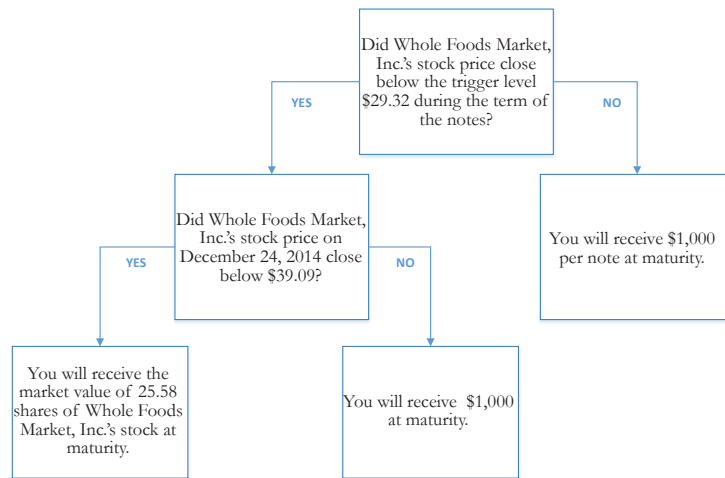 Did Whole Foods Market,
Inc.'s stock price close
below the trigger level
$29.32 during the term of
the notes?
YES
NO
Did Whole Foods Market,
Inc.'s stock price on
December 24, 2014 close
below $39.09?
You will receive $1,000
per note at maturity.
YES
NO
You will receive the
market value of 25.58
shares of Whole Foods
Market, Inc.'s stock at
maturity.
You will receive $1,000
at maturity.